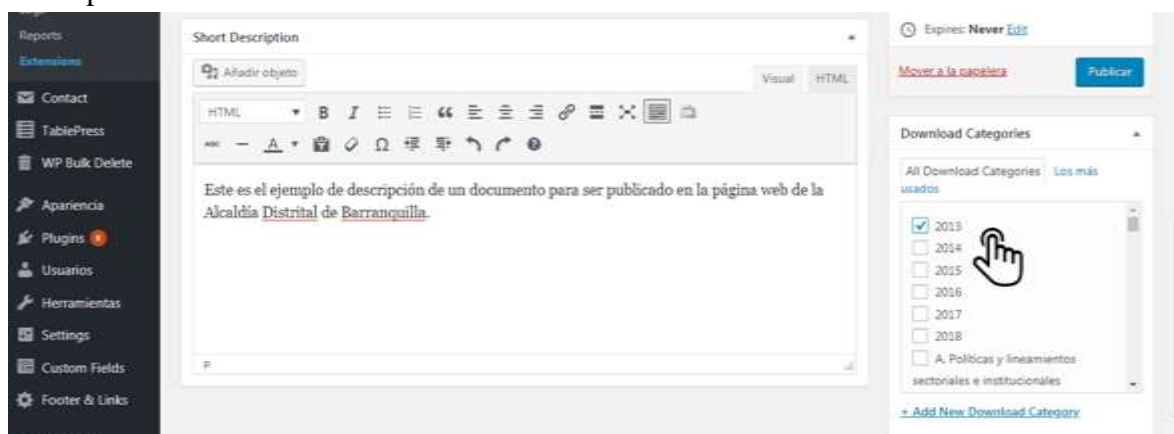 Reports
Extensions
Contact
TablePress
WP Bulk Delete
Apariencia
Plugins
Usuarios
Herramientas
Settings
Custom Fields
Footer & Links
Short Description
Añadir objeto
Visual HTML
HTML B I
Este es el ejemplo de descripción de un documento para ser publicado en la página web de la
Alcaldía Distrital de Barranquilla.
P
Expires: Never Edit
Mover a la papelera Publicar
Download Categories
All Download Categories Los más
usados
2013
2014
2015
2016
2017
2018
A. Políticas y lineamientos
sectoriales e institucionales
+ Add New Download Category